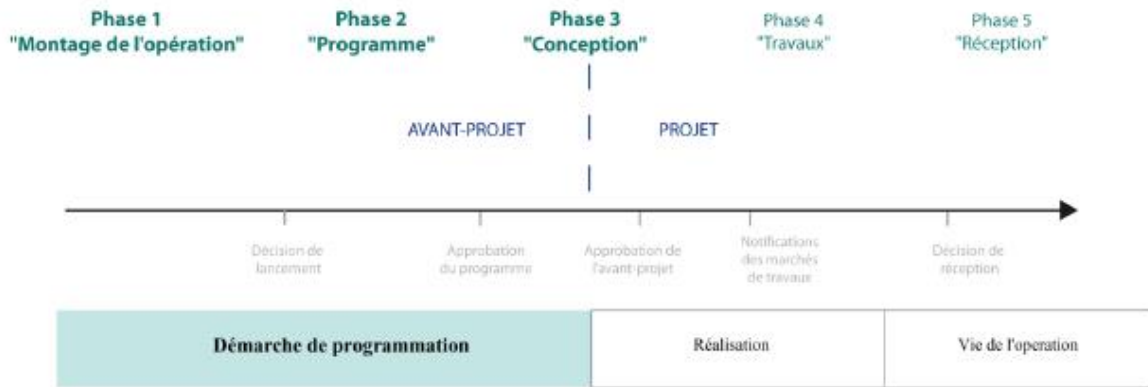 Phase 1
"Montage de l'opération"
Phase 2
"Programme"
Phase 3
"Conception"
Phase 4
"Travaux"
Phase 5
"Réception"
AVANT-PROJET
PROJET
Décision de
lancement
Approbation
du programme
Approbation de
l'avant-projet
Notifications
des marchés
de travaux
Décision de
réception
Démarche de programmation
Réalisation
Vie de l'operation